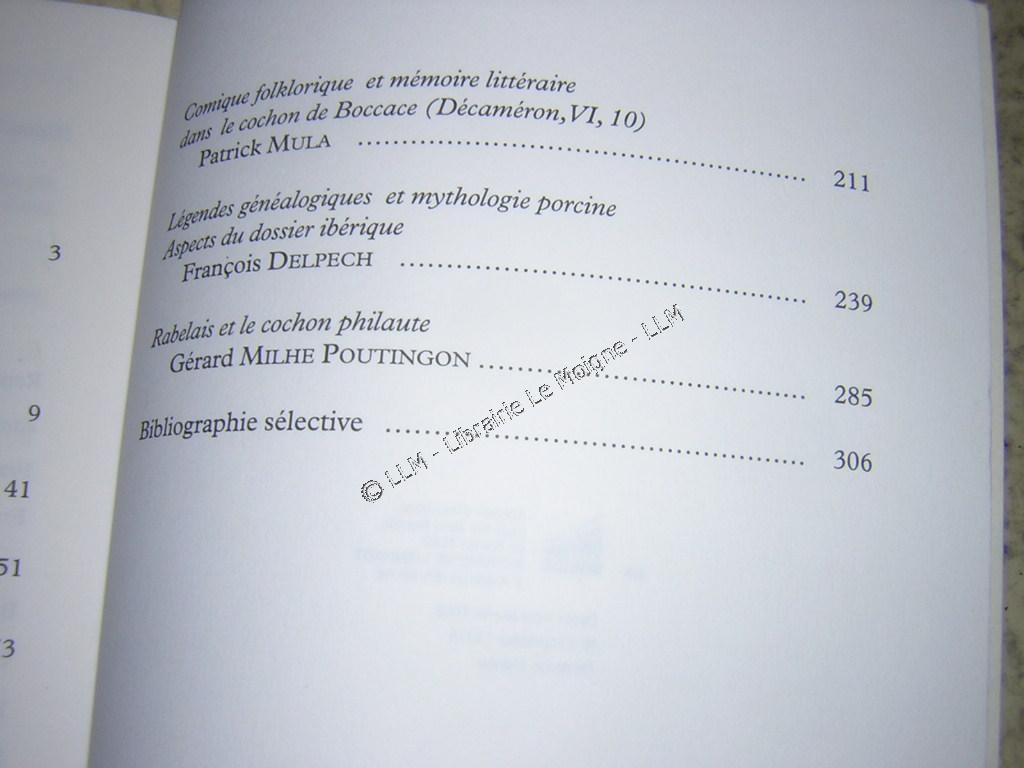 3
9
41
51
Comique folklorique et mémoire littéraire
dans le cochon de Boccace (Décaméron, VI, 10)
Patrick MULA ........ 211
Légendes généalogiques et mythologie porcine
Aspects du dossier ibérique
François DELPECH ........ 239
Rabelais et le cochon philaute
Gérard MILHE POUTINGON ........ 285
Bibliographie sélective ........ 306
© LLM - Librairie Le Moigne - LLM